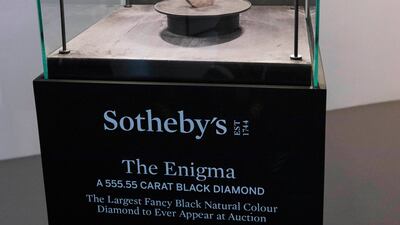 Sotheby's EST 1744
The Enigma
A 555.55 CARAT BLACK DIAMOND
The Largest Fancy Black Natural Colour
Diamond to Ever Appear at Auction